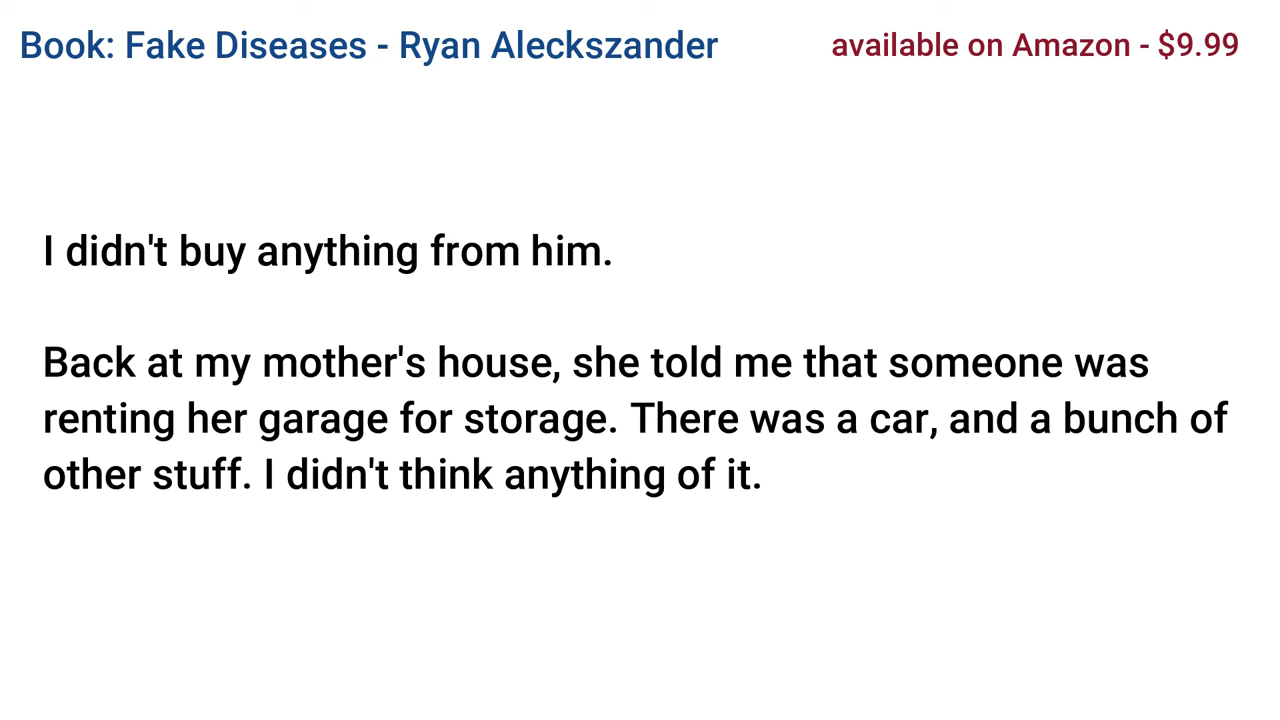 Book: Fake Diseases - Ryan Aleckszander
available on Amazon - $9.99
I didn't buy anything from him.
Back at my mother's house, she told me that someone was
renting her garage for storage. There was a car, and a bunch of
other stuff. I didn't think anything of it.